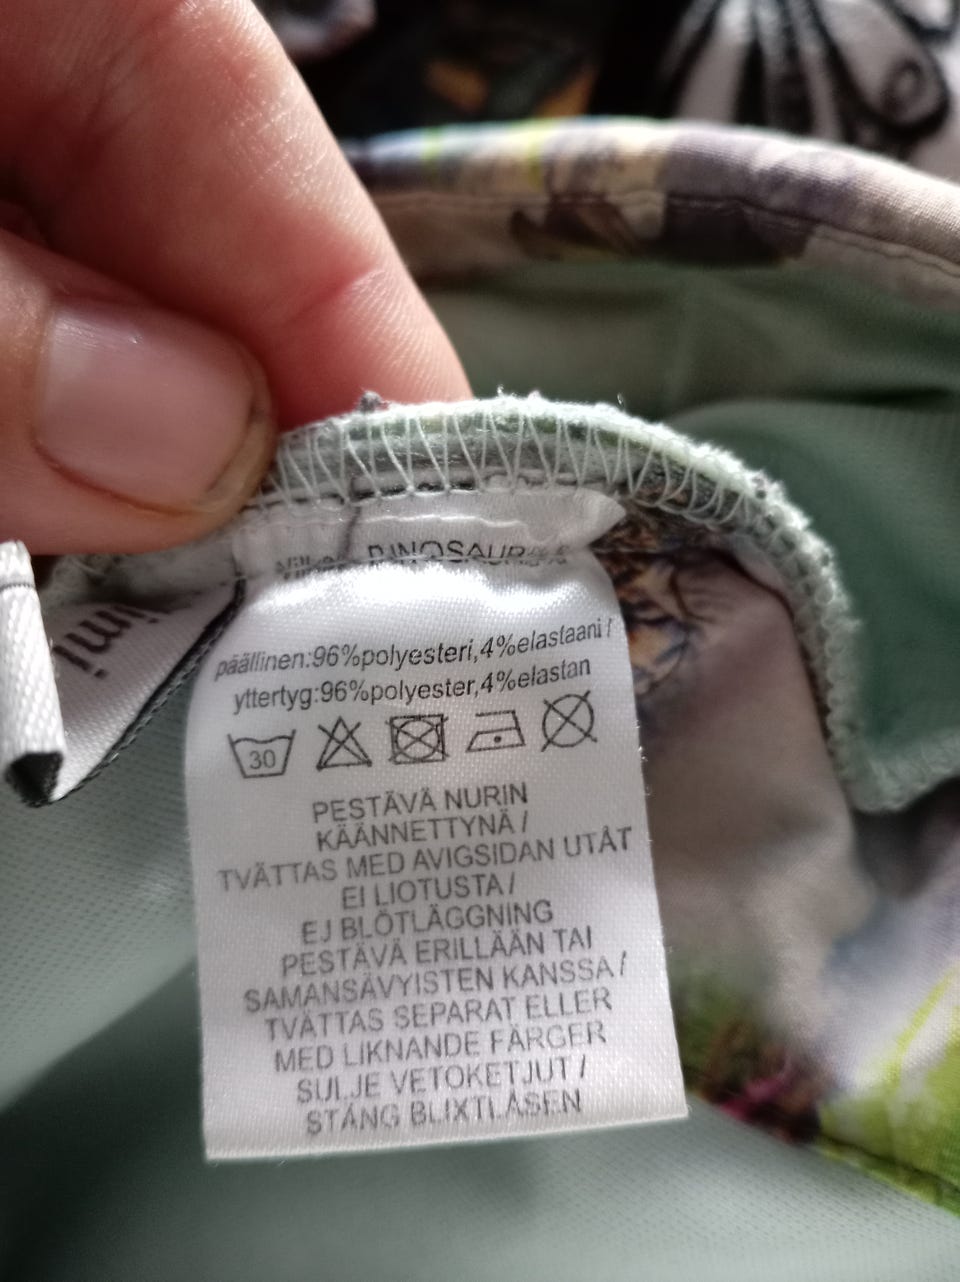 DINOSAUR
päällinen:96%polyesteri,4%elastaani/
yttertyg:96%polyester,4%elastan
30
PESTÄVÄ NURIN
KÄÄNNETTYNÄ /
TVÄTTAS MED AVIGSIDAN UTÅT
EI LIOTUSTA /
EJ BLÖTLÄGGNING
PESTÄVÄ ERILLÄÄN TAI
SAMANSÄVYISTEN KANSSA /
TVÄTTAS SEPARAT ELLER
MED LIKNANDE FÄRGER
SULJE VETOKETJUT /
STÄNG BLIXTLÅSEN